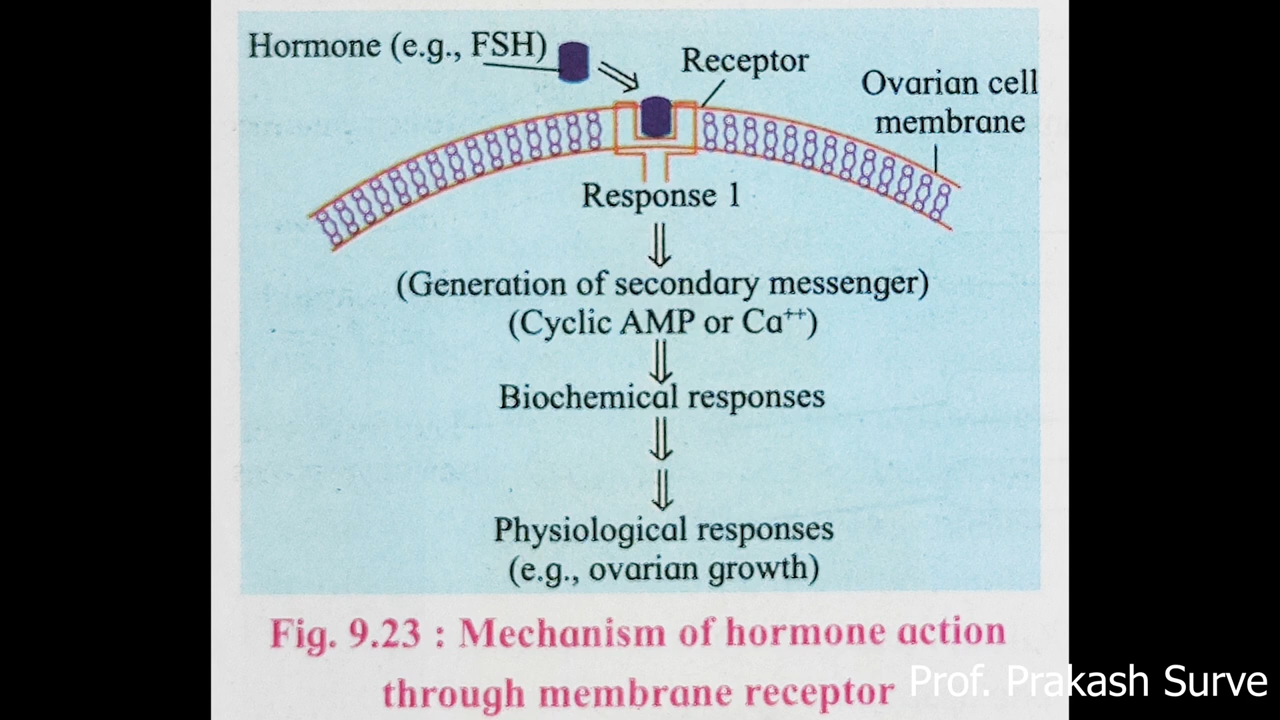 Hormone (e.g., FSH)
Receptor
Ovarian cell
membrane
Response 1
(Generation of secondary messenger)
(Cyclic AMP or Ca⁺⁺)
Biochemical responses
Physiological responses
(e.g., ovarian growth)
Fig. 9.23 : Mechanism of hormone action
through membrane receptor
Prof. Prakash Surve